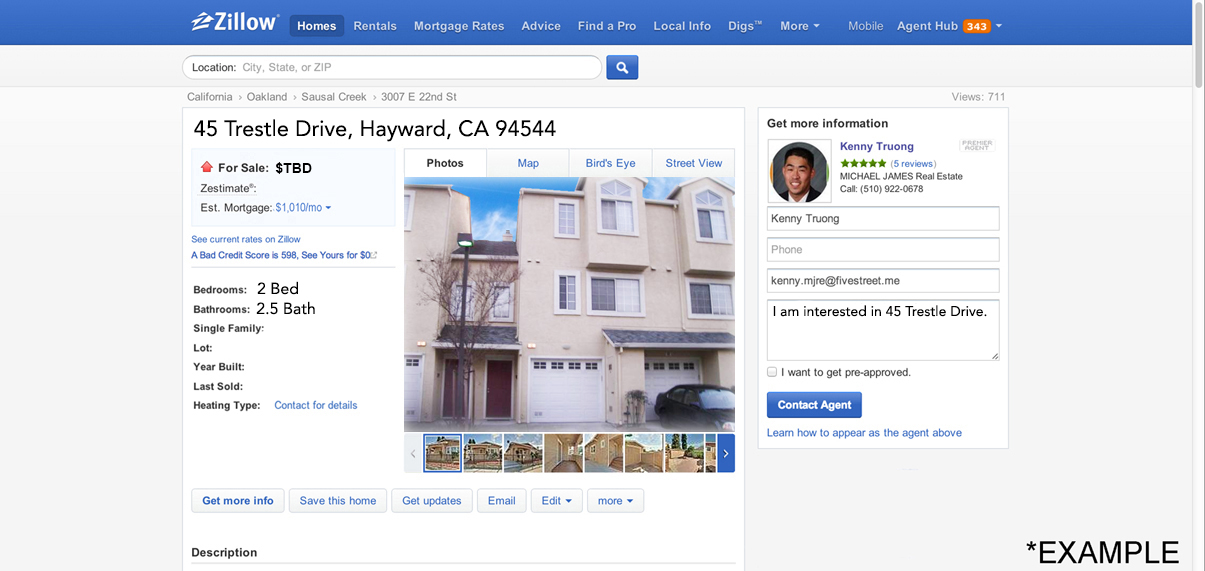 Zillow® Homes Rentals Mortgage Rates Advice Find a Pro Local Info Digs™ More Mobile Agent Hub 343
Location: City, State, or ZIP
California › Oakland › Sausal Creek › 3007 E 22nd St
Views: 711
45 Trestle Drive, Hayward, CA 94544
For Sale: $TBD
Zestimate®:
Est. Mortgage: $1,010/mo
See current rates on Zillow
A Bad Credit Score is 598, See Yours for $0
Bedrooms: 2 Bed
Bathrooms: 2.5 Bath
Single Family:
Lot:
Year Built:
Last Sold:
Heating Type: Contact for details
Photos Map Bird's Eye Street View
Get more info Save this home Get updates Email Edit more
Description
Get more information
Kenny Truong
PREMIER
AGENT
(5 reviews)
MICHAEL JAMES Real Estate
Call: (510) 922-0678
Kenny Truong
Phone
kenny.mjre@fivestreet.me
I am interested in 45 Trestle Drive.
I want to get pre-approved.
Contact Agent
Learn how to appear as the agent above
*EXAMPLE